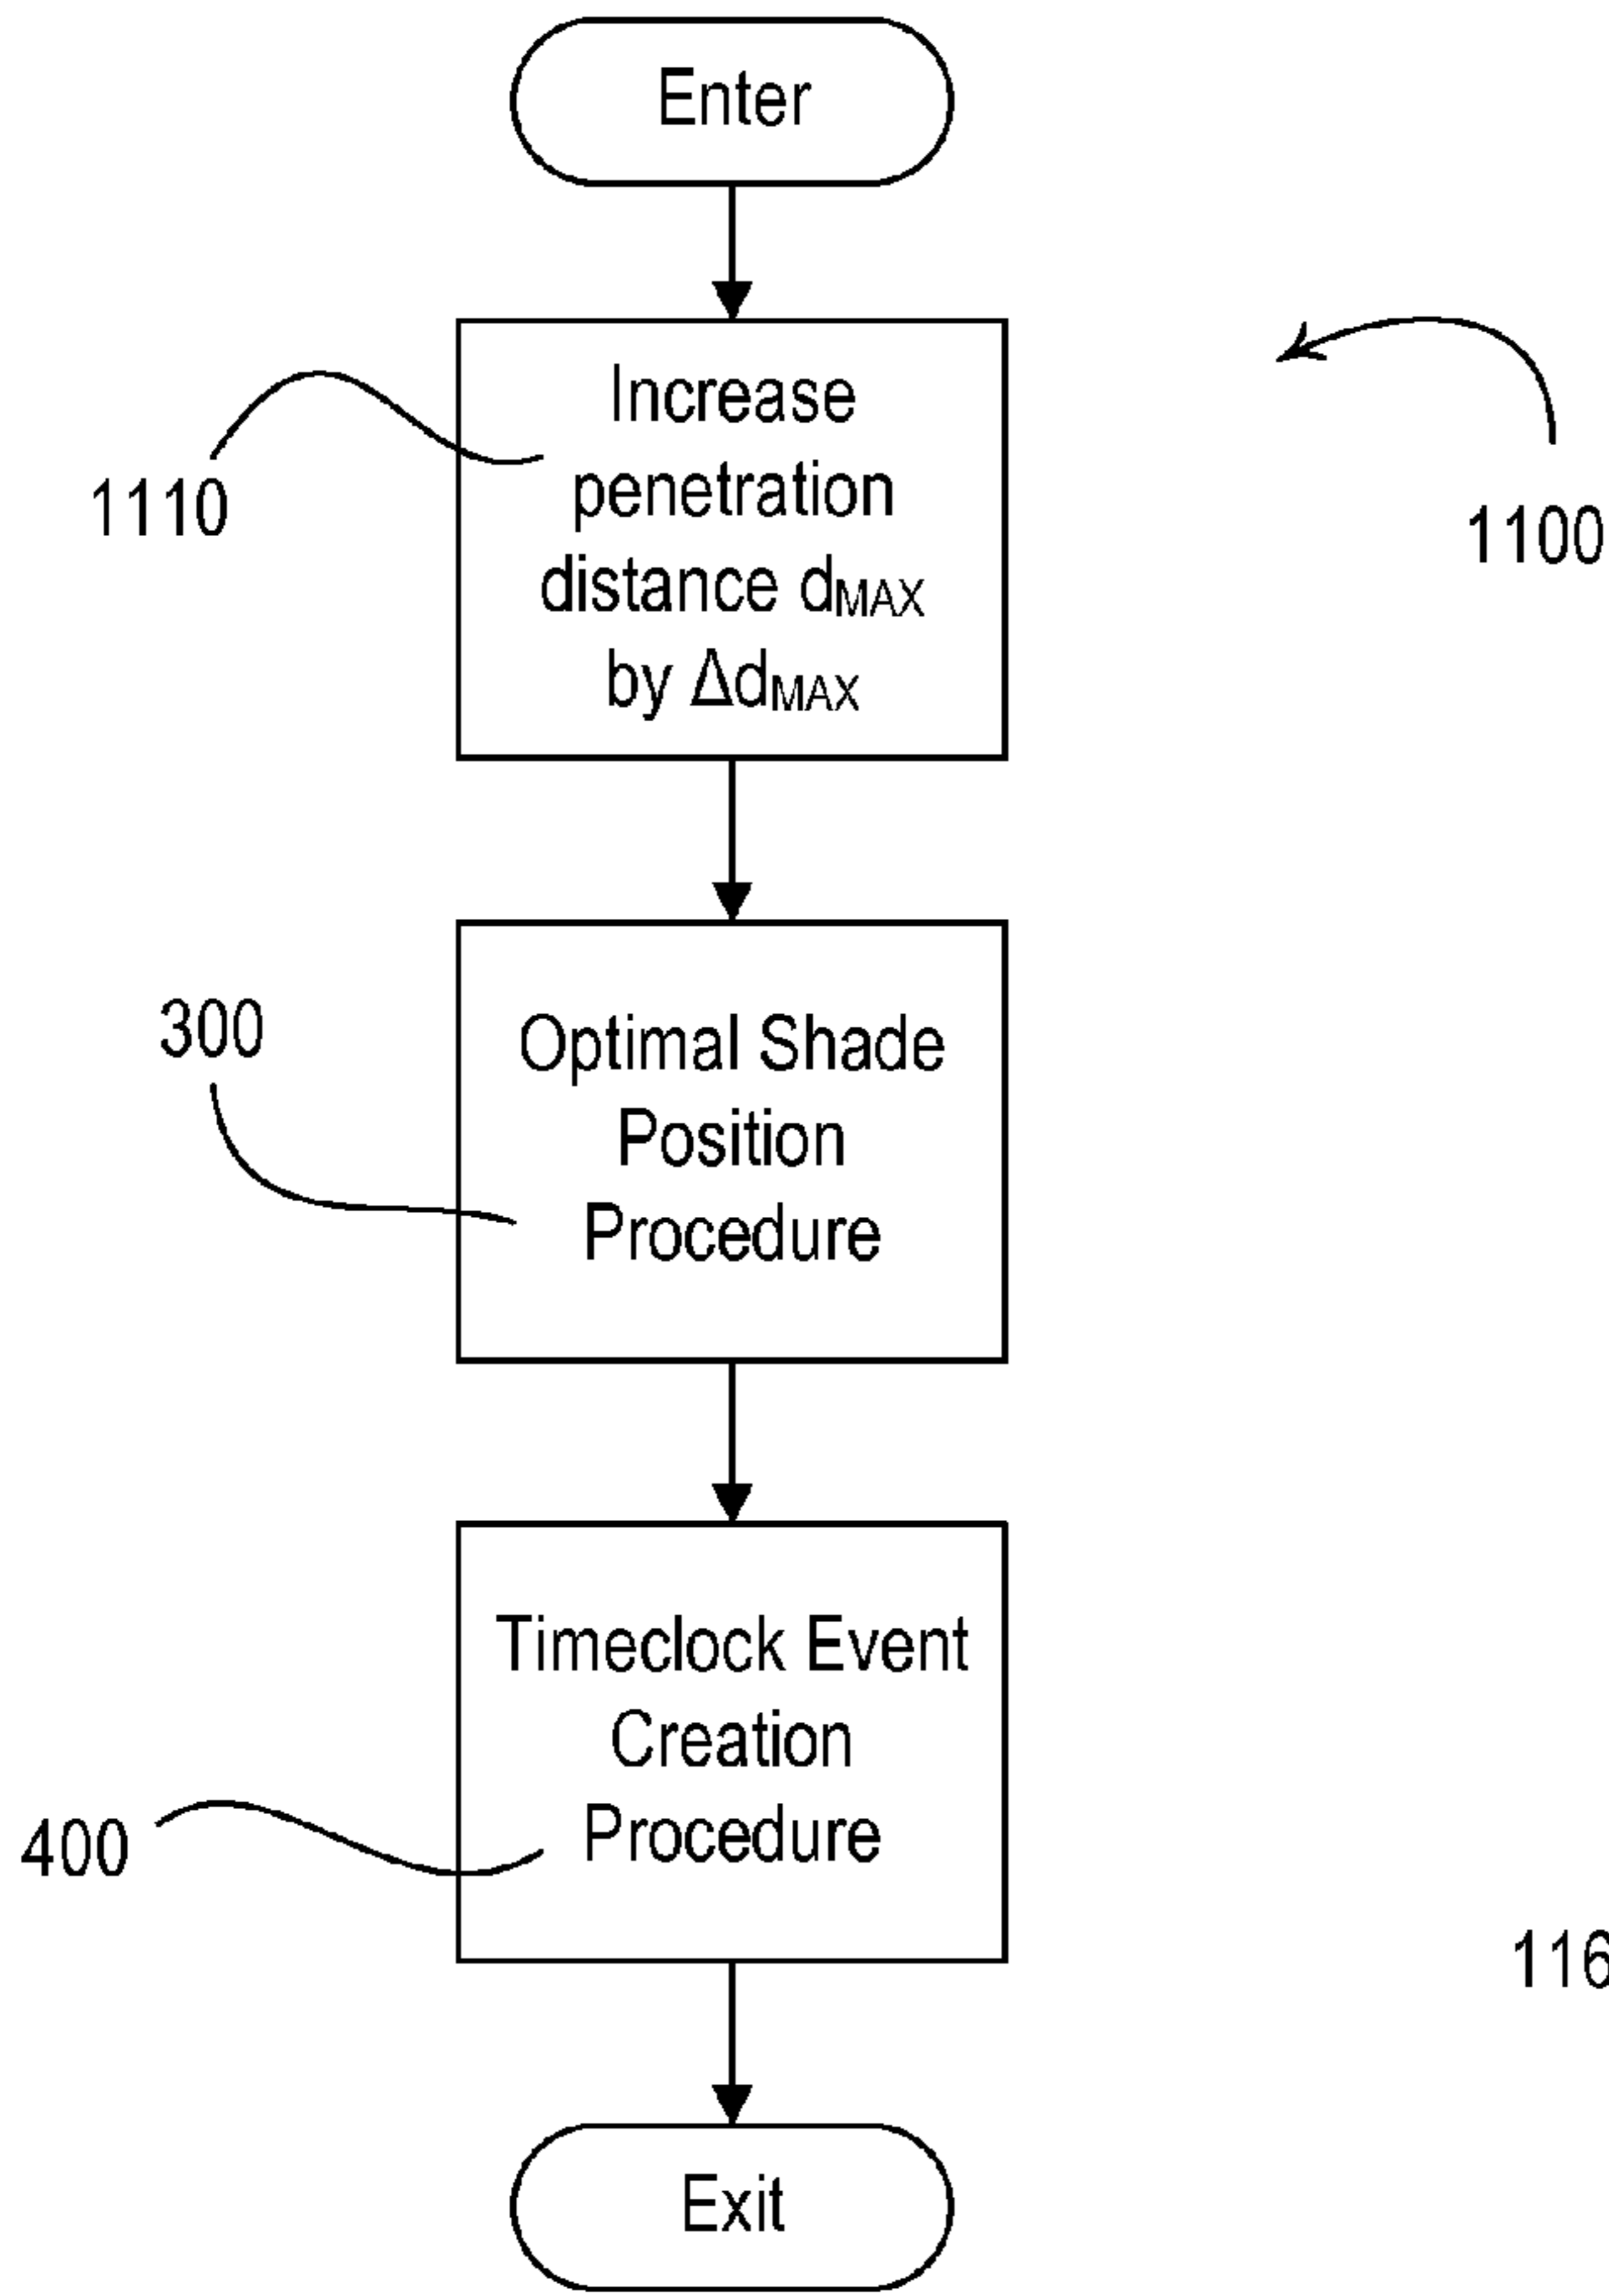 Enter
Increase
penetration
distance dMAX
by ΔdMAX
1110
1100
Optimal Shade
Position
Procedure
300
Timeclock Event
Creation
Procedure
400
116
Exit